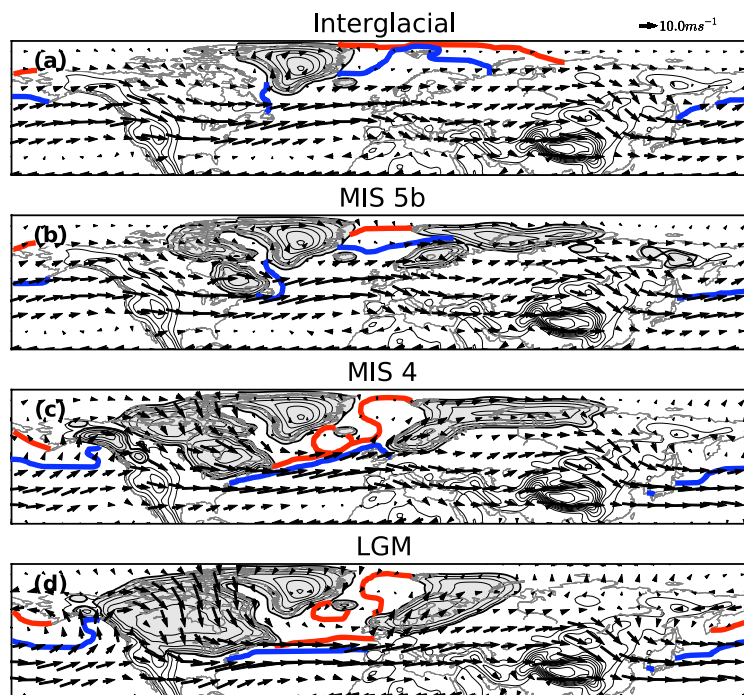 Interglacial
10.0ms⁻¹
(a)
MIS 5b
(b)
MIS 4
(c)
LGM
(d)